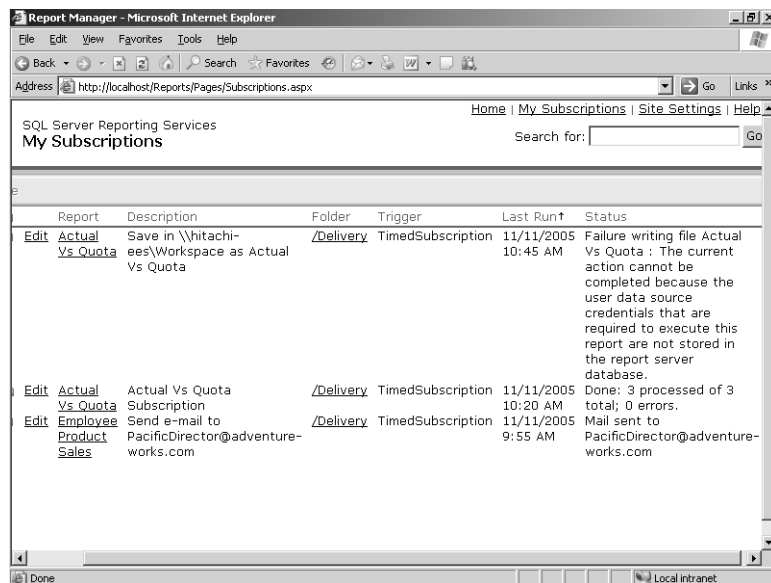 Report Manager - Microsoft Internet Explorer
File Edit View Favorites Tools Help
Back Search Favorites
Address http://localhost/Reports/Pages/Subscriptions.aspx Go Links »
Home | My Subscriptions | Site Settings | Help
SQL Server Reporting Services
My Subscriptions
Search for: Go
e
Report Description Folder Trigger Last Run↑ Status
Edit Actual Save in \\hitachi- /Delivery TimedSubscription 11/11/2005 Failure writing file Actual
Vs Quota ees\Workspace as Actual 10:45 AM Vs Quota : The current
Vs Quota action cannot be
completed because the
user data source
credentials that are
required to execute this
report are not stored in
the report server
database.
Edit Actual Actual Vs Quota /Delivery TimedSubscription 11/11/2005 Done: 3 processed of 3
Vs Quota Subscription 10:20 AM total; 0 errors.
Edit Employee Send e-mail to /Delivery TimedSubscription 11/11/2005 Mail sent to
Product PacificDirector@adventure- 9:55 AM PacificDirector@adventure-
Sales works.com works.com
Done Local intranet